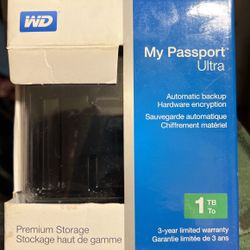 WD
My Passport™
Ultra
Automatic backup
Hardware encryption
Sauvegarde automatique
Chiffrement matériel
1 TB
To
Premium Storage
Stockage haut de gamme
3-year limited warranty
Garantie limitée de 3 ans